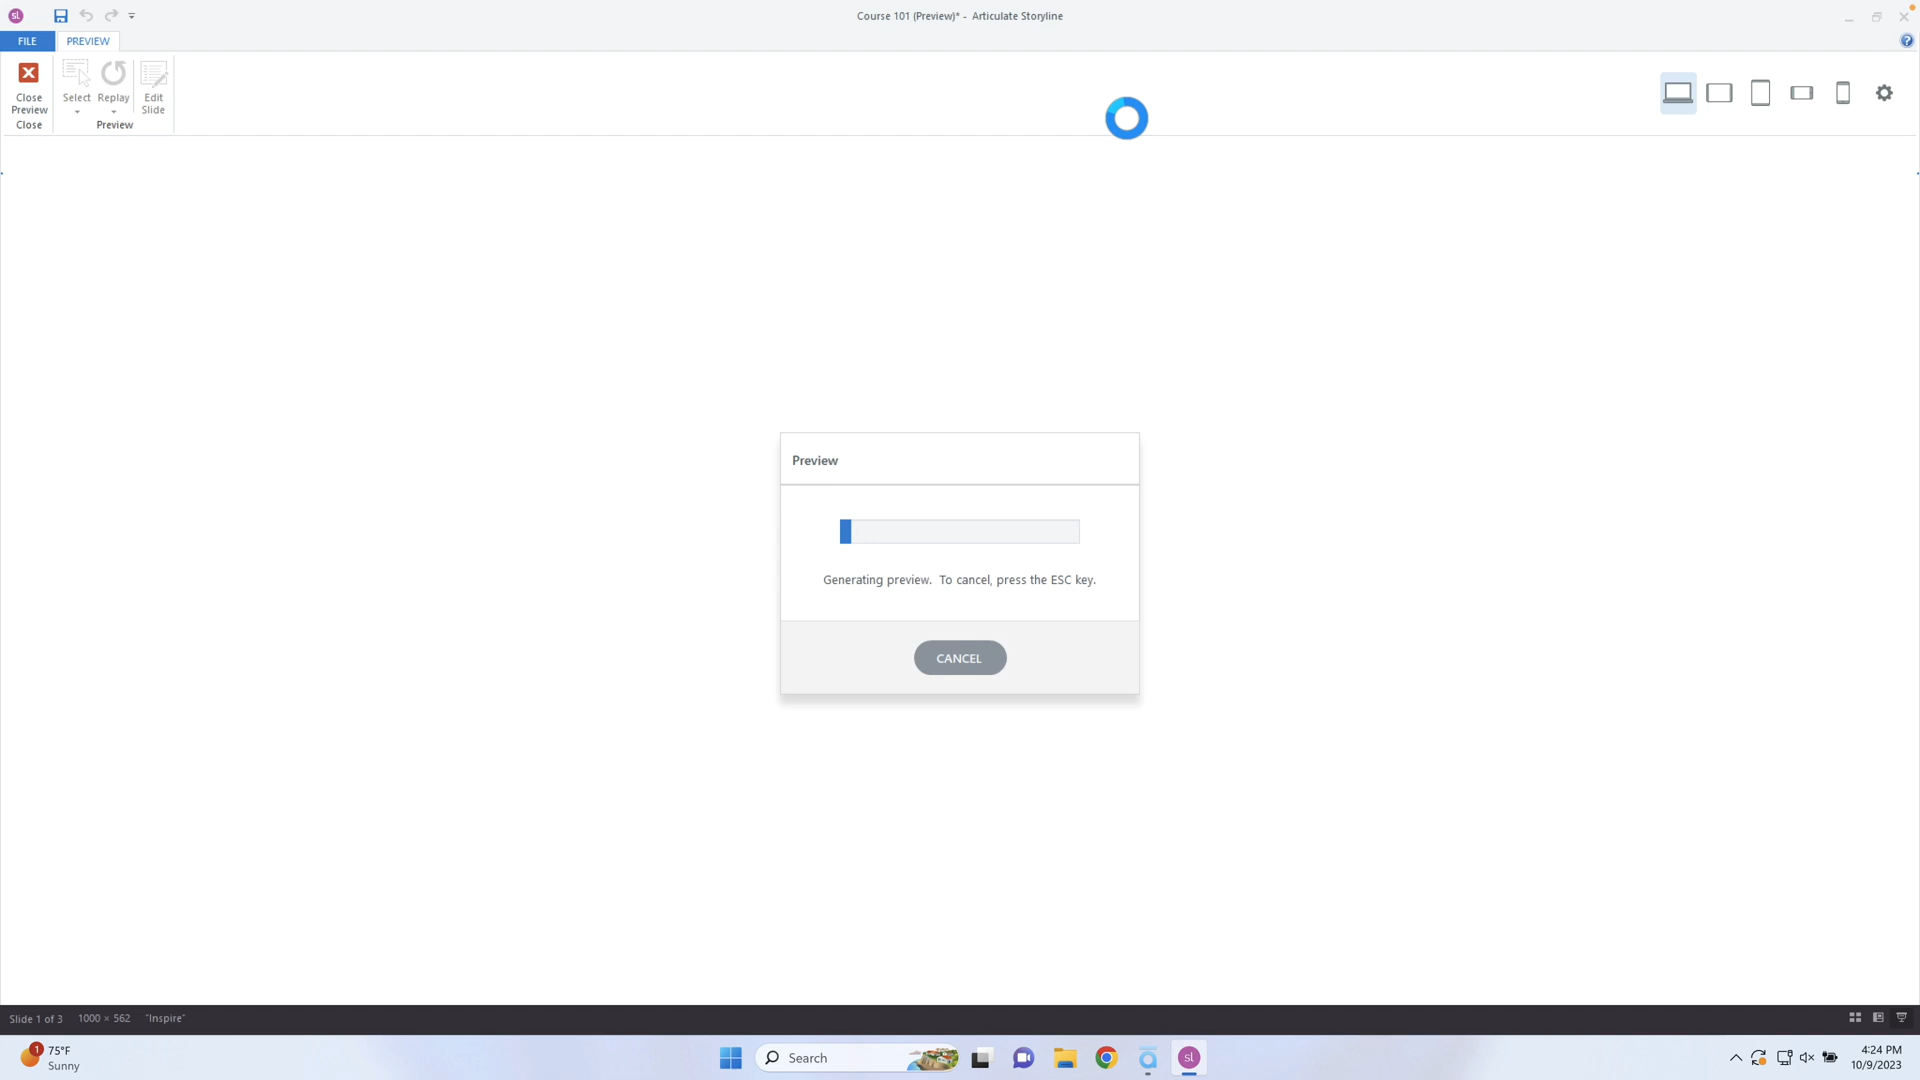 sl
Course 101 (Preview)* - Articulate Storyline
FILE
PREVIEW
?
Close Preview
Select
Replay
Edit Slide
Close
Preview
Preview
Generating preview. To cancel, press the ESC key.
CANCEL
Slide 1 of 3
1000 × 562
"Inspire"
1
75°F
Sunny
Search
sl
4:24 PM
10/9/2023